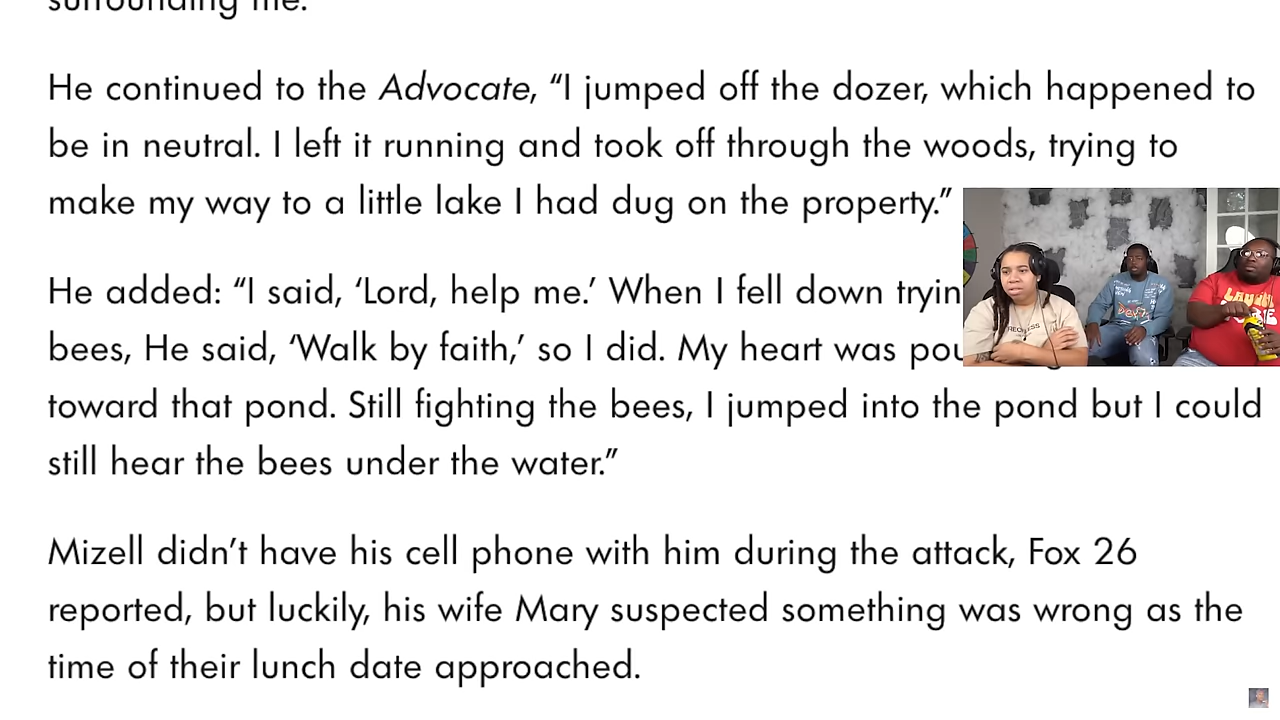 surrounding me.
He continued to the Advocate, “I jumped off the dozer, which happened to
be in neutral. I left it running and took off through the woods, trying to
make my way to a little lake I had dug on the property.”
He added: “I said, ‘Lord, help me.’ When I fell down
bees, He said, ‘Walk by faith,’ so I did. My heart was
toward that pond. Still fighting the bees, I jumped into the pond but I could
still hear the bees under the water.”
Mizell didn’t have his cell phone with him during the attack, Fox 26
reported, but luckily, his wife Mary suspected something was wrong as the
time of their lunch date approached.